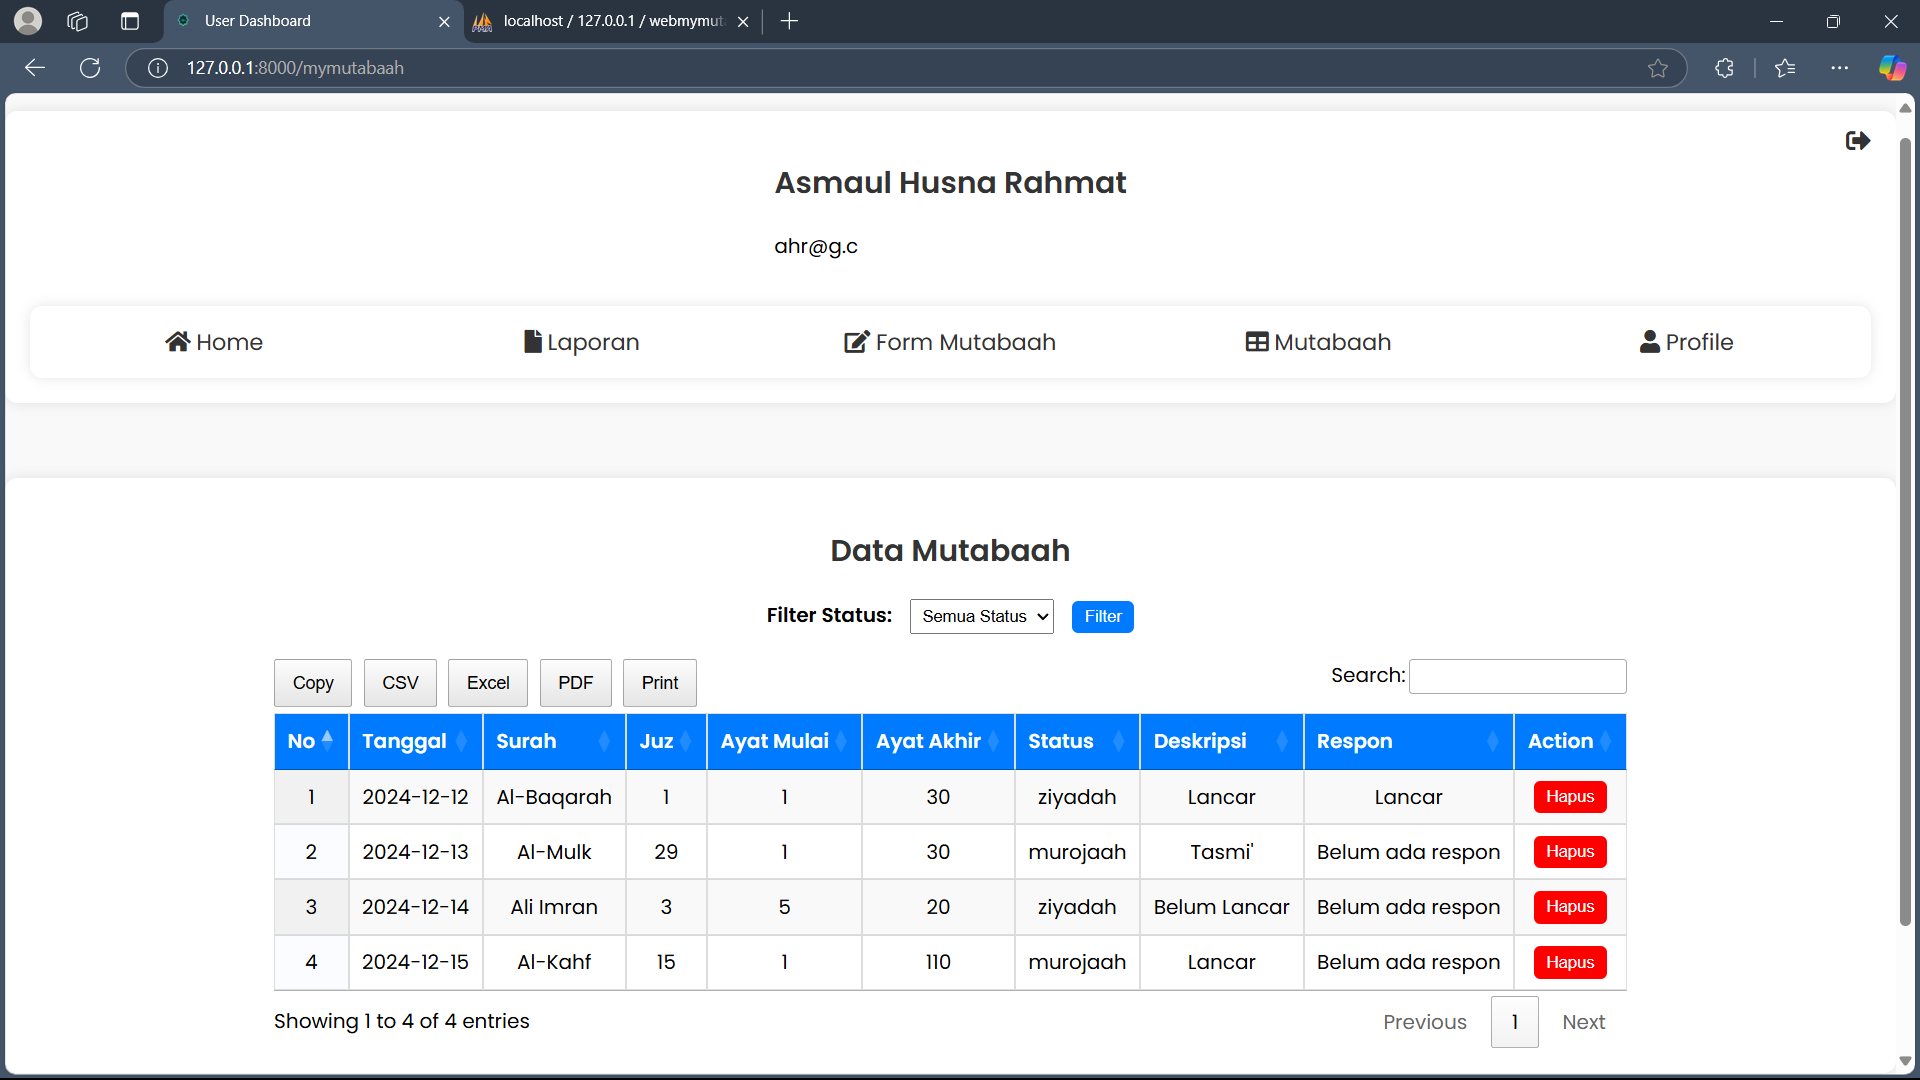 User Dashboard
localhost / 127.0.0.1 / webmymut
127.0.0.1:8000/mymutabaah
Asmaul Husna Rahmat
ahr@g.c
Home Laporan Form Mutabaah Mutabaah Profile
Data Mutabaah
Filter Status: Semua Status Filter
Copy CSV Excel PDF Print Search:
No Tanggal Surah Juz Ayat Mulai Ayat Akhir Status Deskripsi Respon Action
1 2024-12-12 Al-Baqarah 1 1 30 ziyadah Lancar Lancar Hapus
2 2024-12-13 Al-Mulk 29 1 30 murojaah Tasmi' Belum ada respon Hapus
3 2024-12-14 Ali Imran 3 5 20 ziyadah Belum Lancar Belum ada respon Hapus
4 2024-12-15 Al-Kahf 15 1 110 murojaah Lancar Belum ada respon Hapus
Showing 1 to 4 of 4 entries Previous 1 Next